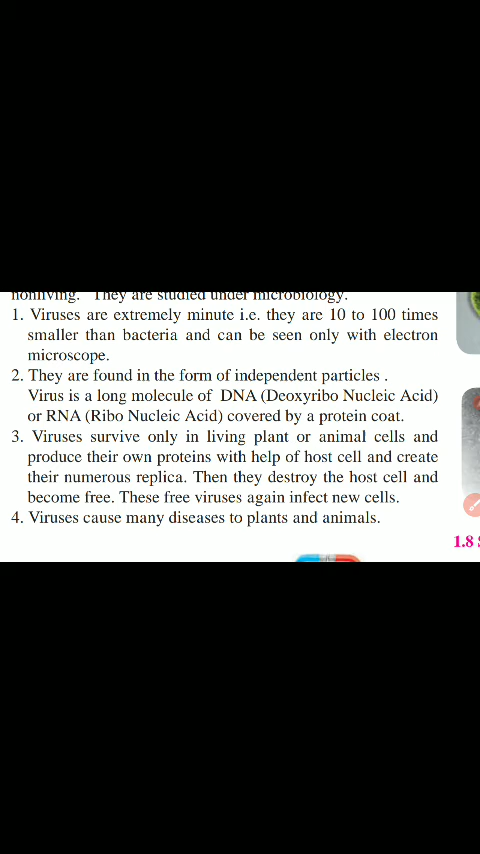 nonliving. They are studied under microbiology.
1. Viruses are extremely minute i.e. they are 10 to 100 times
smaller than bacteria and can be seen only with electron
microscope.
2. They are found in the form of independent particles .
Virus is a long molecule of DNA (Deoxyribo Nucleic Acid)
or RNA (Ribo Nucleic Acid) covered by a protein coat.
3. Viruses survive only in living plant or animal cells and
produce their own proteins with help of host cell and create
their numerous replica. Then they destroy the host cell and
become free. These free viruses again infect new cells.
4. Viruses cause many diseases to plants and animals.
1.8